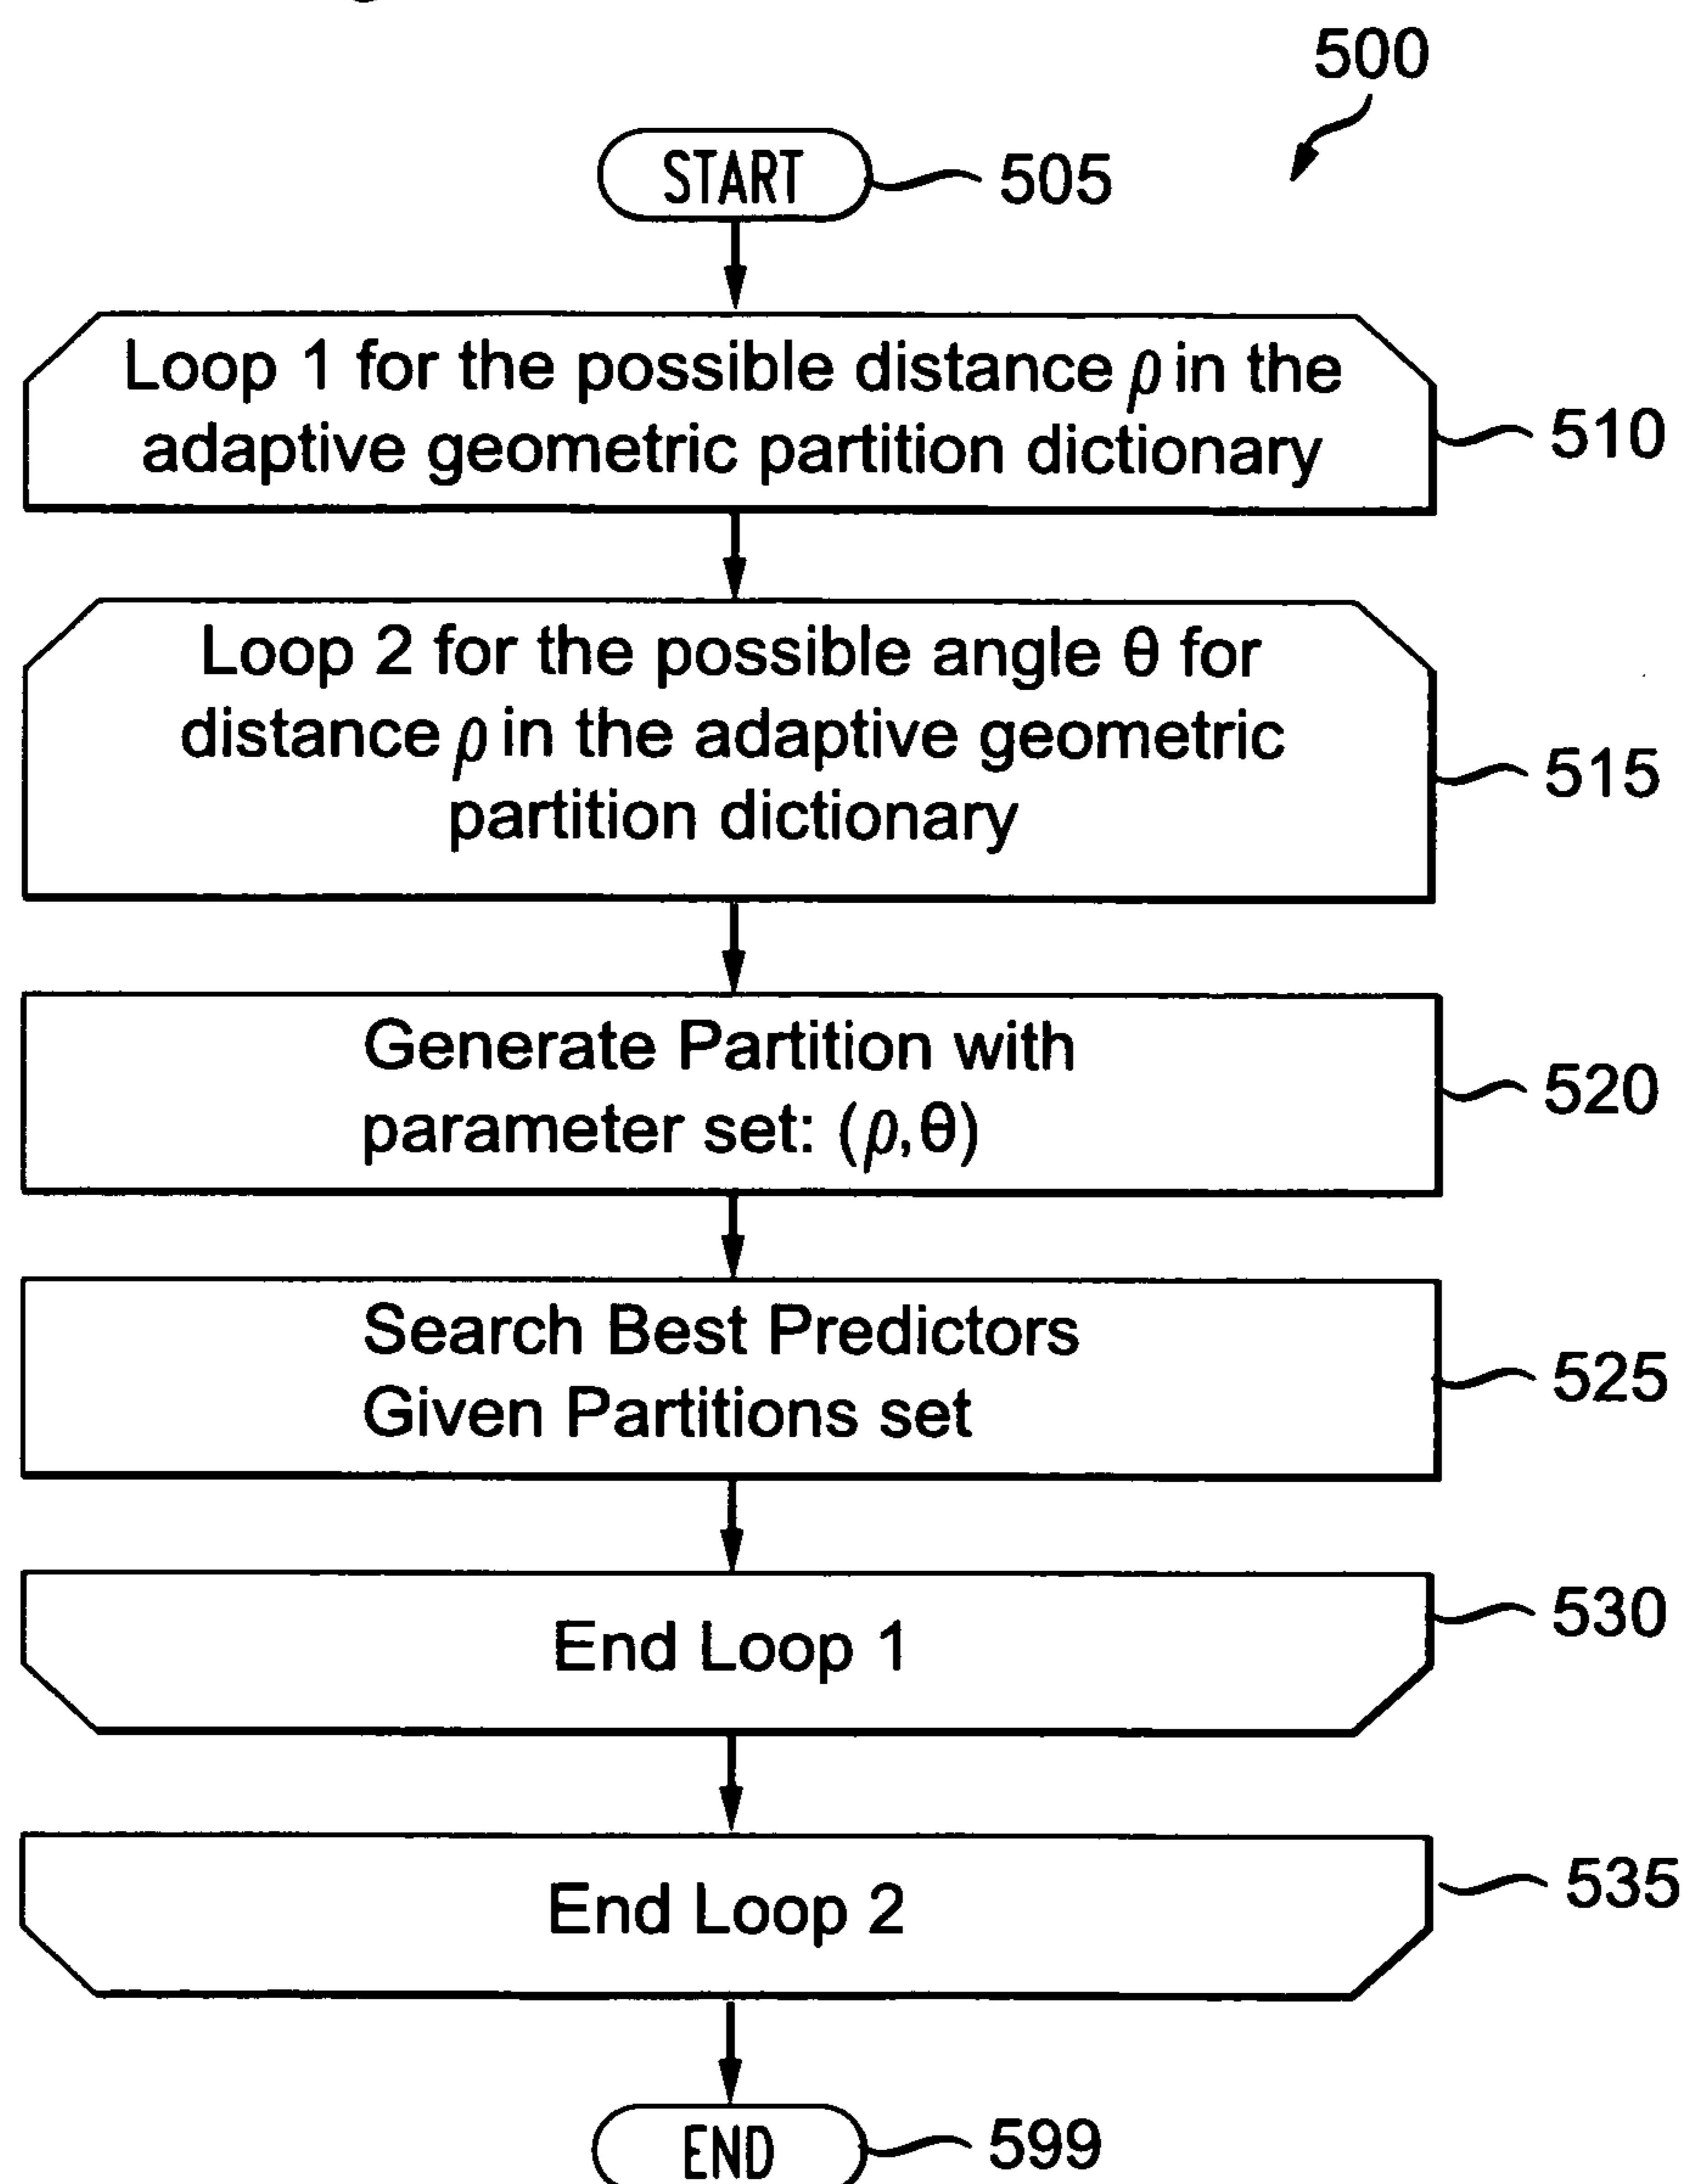 500
START
505
Loop 1 for the possible distance ρ in the
adaptive geometric partition dictionary
510
Loop 2 for the possible angle θ for
distance ρ in the adaptive geometric
partition dictionary
515
Generate Partition with
parameter set: (ρ,θ)
520
Search Best Predictors
Given Partitions set
525
End Loop 1
530
End Loop 2
535
END
599